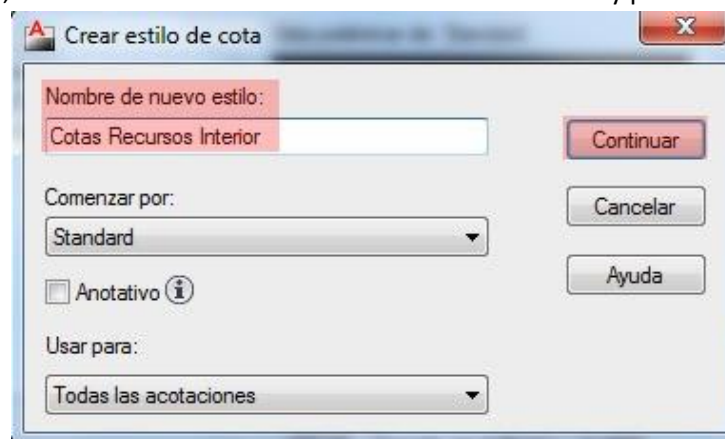 Crear estilo de cota
Nombre de nuevo estilo:
Cotas Recursos Interior
Continuar
Comenzar por:
Cancelar
Standard
Ayuda
Anotativo
Usar para:
Todas las acotaciones